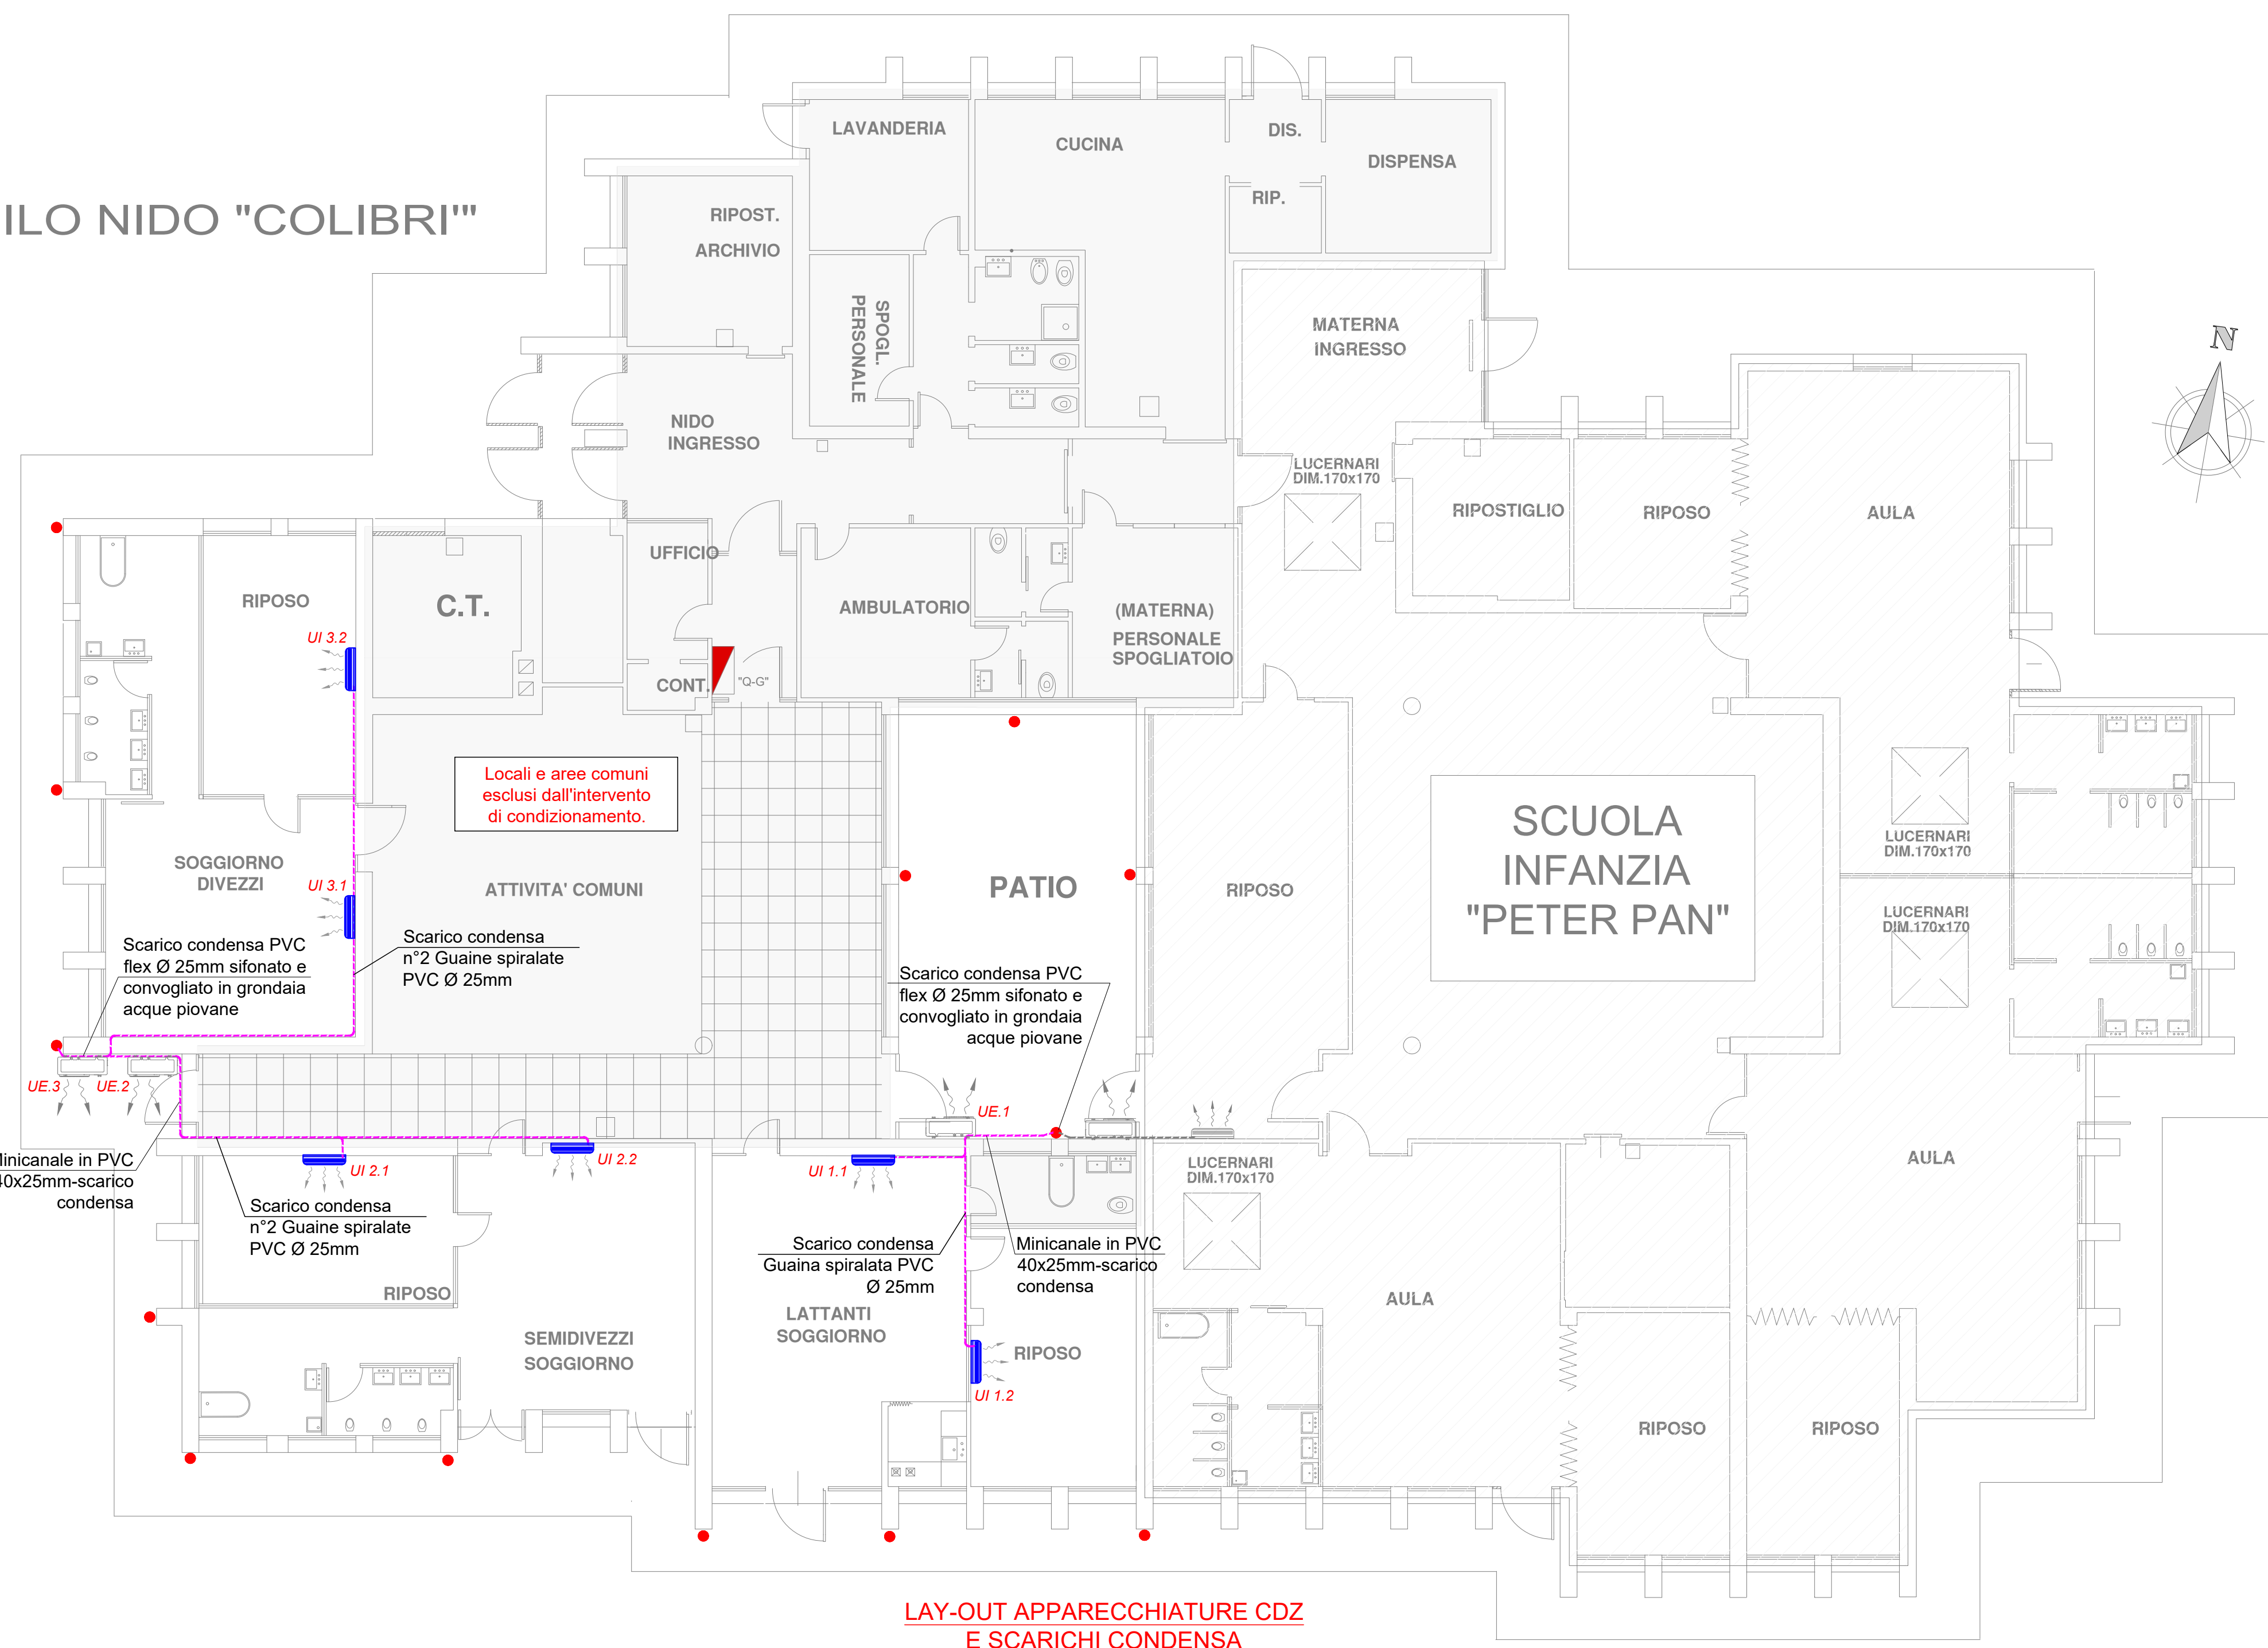 ILO NIDO "COLIBRI'"
LAVANDERIA
CUCINA
DIS.
DISPENSA
RIP.
RIPOST.
ARCHIVIO
SPOGL.
PERSONALE
MATERNA
INGRESSO
N
NIDO
INGRESSO
LUCERNARI
DIM.170x170
RIPOSTIGLIO
RIPOSO
AULA
UFFICIO
RIPOSO
C.T.
AMBULATORIO
(MATERNA)
PERSONALE
SPOGLIATOIO
UI 3.2
CONT.
"Q-G"
Locali e aree comuni
esclusi dall'intervento
di condizionamento.
SCUOLA
INFANZIA
"PETER PAN"
LUCERNARI
DIM.170x170
SOGGIORNO
DIVEZZI
UI 3.1
ATTIVITA' COMUNI
PATIO
RIPOSO
LUCERNARI
DIM.170x170
Scarico condensa PVC
flex Ø 25mm sifonato e
convogliato in grondaia
acque piovane
Scarico condensa
n°2 Guaine spiralate
PVC Ø 25mm
Scarico condensa PVC
flex Ø 25mm sifonato e
convogliato in grondaia
acque piovane
UE.3
UE.2
UE.1
Minicanale in PVC
40x25mm-scarico
condensa
UI 2.1
UI 2.2
UI 1.1
LUCERNARI
DIM.170x170
AULA
Scarico condensa
n°2 Guaine spiralate
PVC Ø 25mm
Scarico condensa
Guaina spiralata PVC
Ø 25mm
Minicanale in PVC
40x25mm-scarico
condensa
RIPOSO
SEMIDIVEZZI
SOGGIORNO
LATTANTI
SOGGIORNO
RIPOSO
UI 1.2
AULA
RIPOSO
RIPOSO
LAY-OUT APPARECCHIATURE CDZ
E SCARICHI CONDENSA